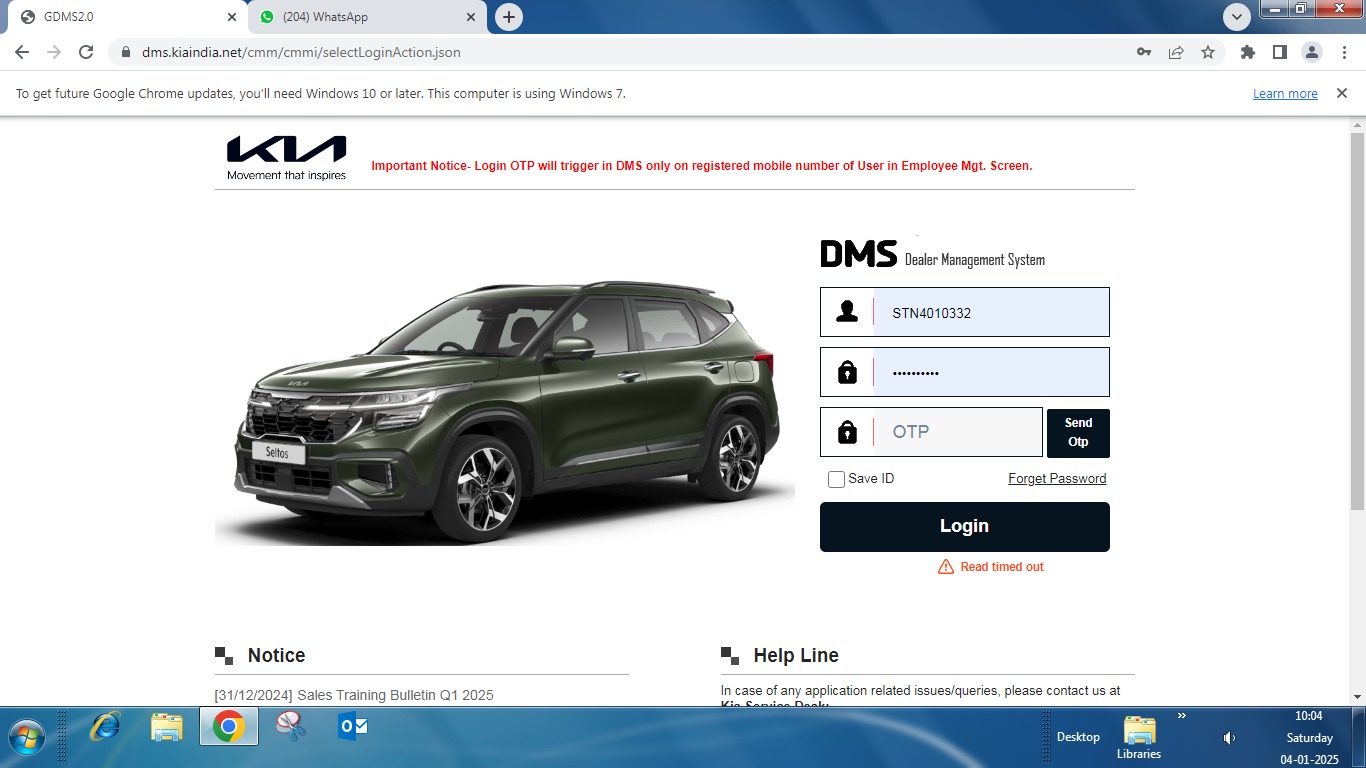 GDMS2.0
(204) WhatsApp
dms.kiaindia.net/cmm/cmmi/selectLoginAction.json
To get future Google Chrome updates, you'll need Windows 10 or later. This computer is using Windows 7.
Learn more
KIA
Movement that inspires
Important Notice- Login OTP will trigger in DMS only on registered mobile number of User in Employee Mgt. Screen.
DMS Dealer Management System
STN4010332
••••••••••
OTP
Send
Otp
Save ID
Forget Password
Login
Read timed out
Seltos
Notice
[31/12/2024] Sales Training Bulletin Q1 2025
Help Line
In case of any application related issues/queries, please contact us at
Kia Service Desk:
Desktop
Libraries
10:04
Saturday
04-01-2025